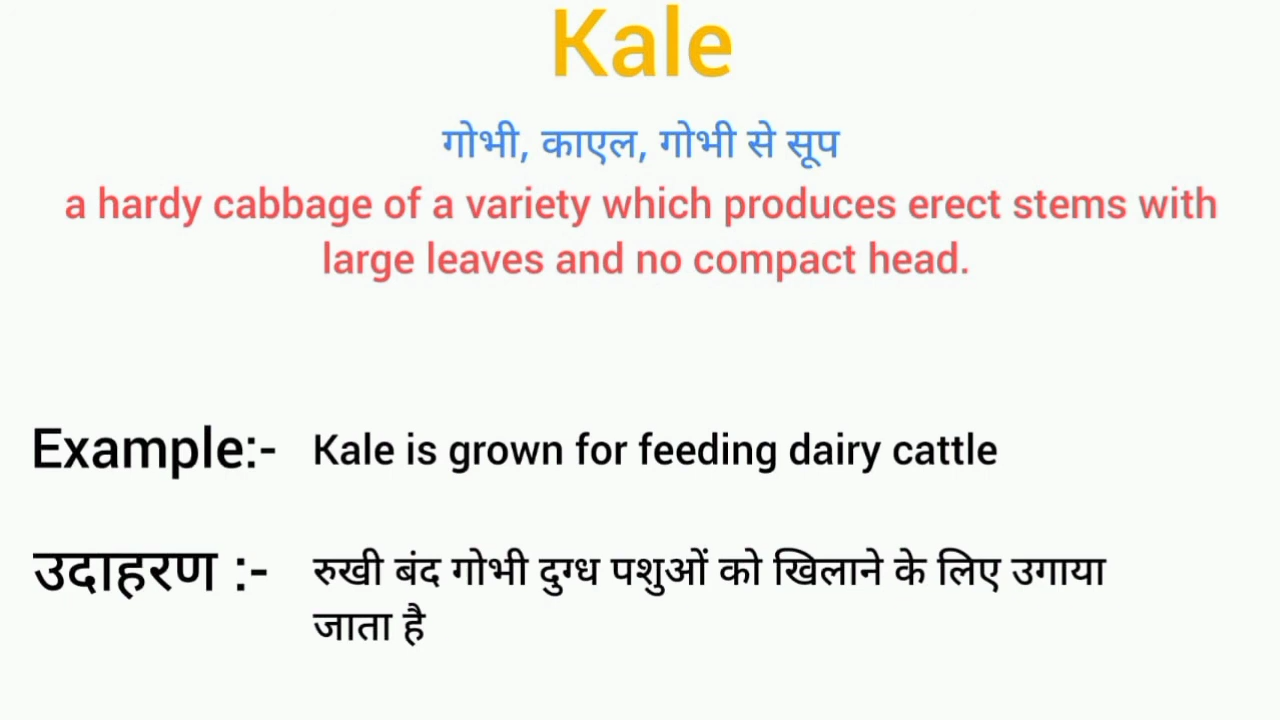 Kale
गोभी, काएल, गोभी से सूप
a hardy cabbage of a variety which produces erect stems with
large leaves and no compact head.
Example:- Kale is grown for feeding dairy cattle
उदाहरण :- रुखी बंद गोभी दुग्ध पशुओं को खिलाने के लिए उगाया
जाता है